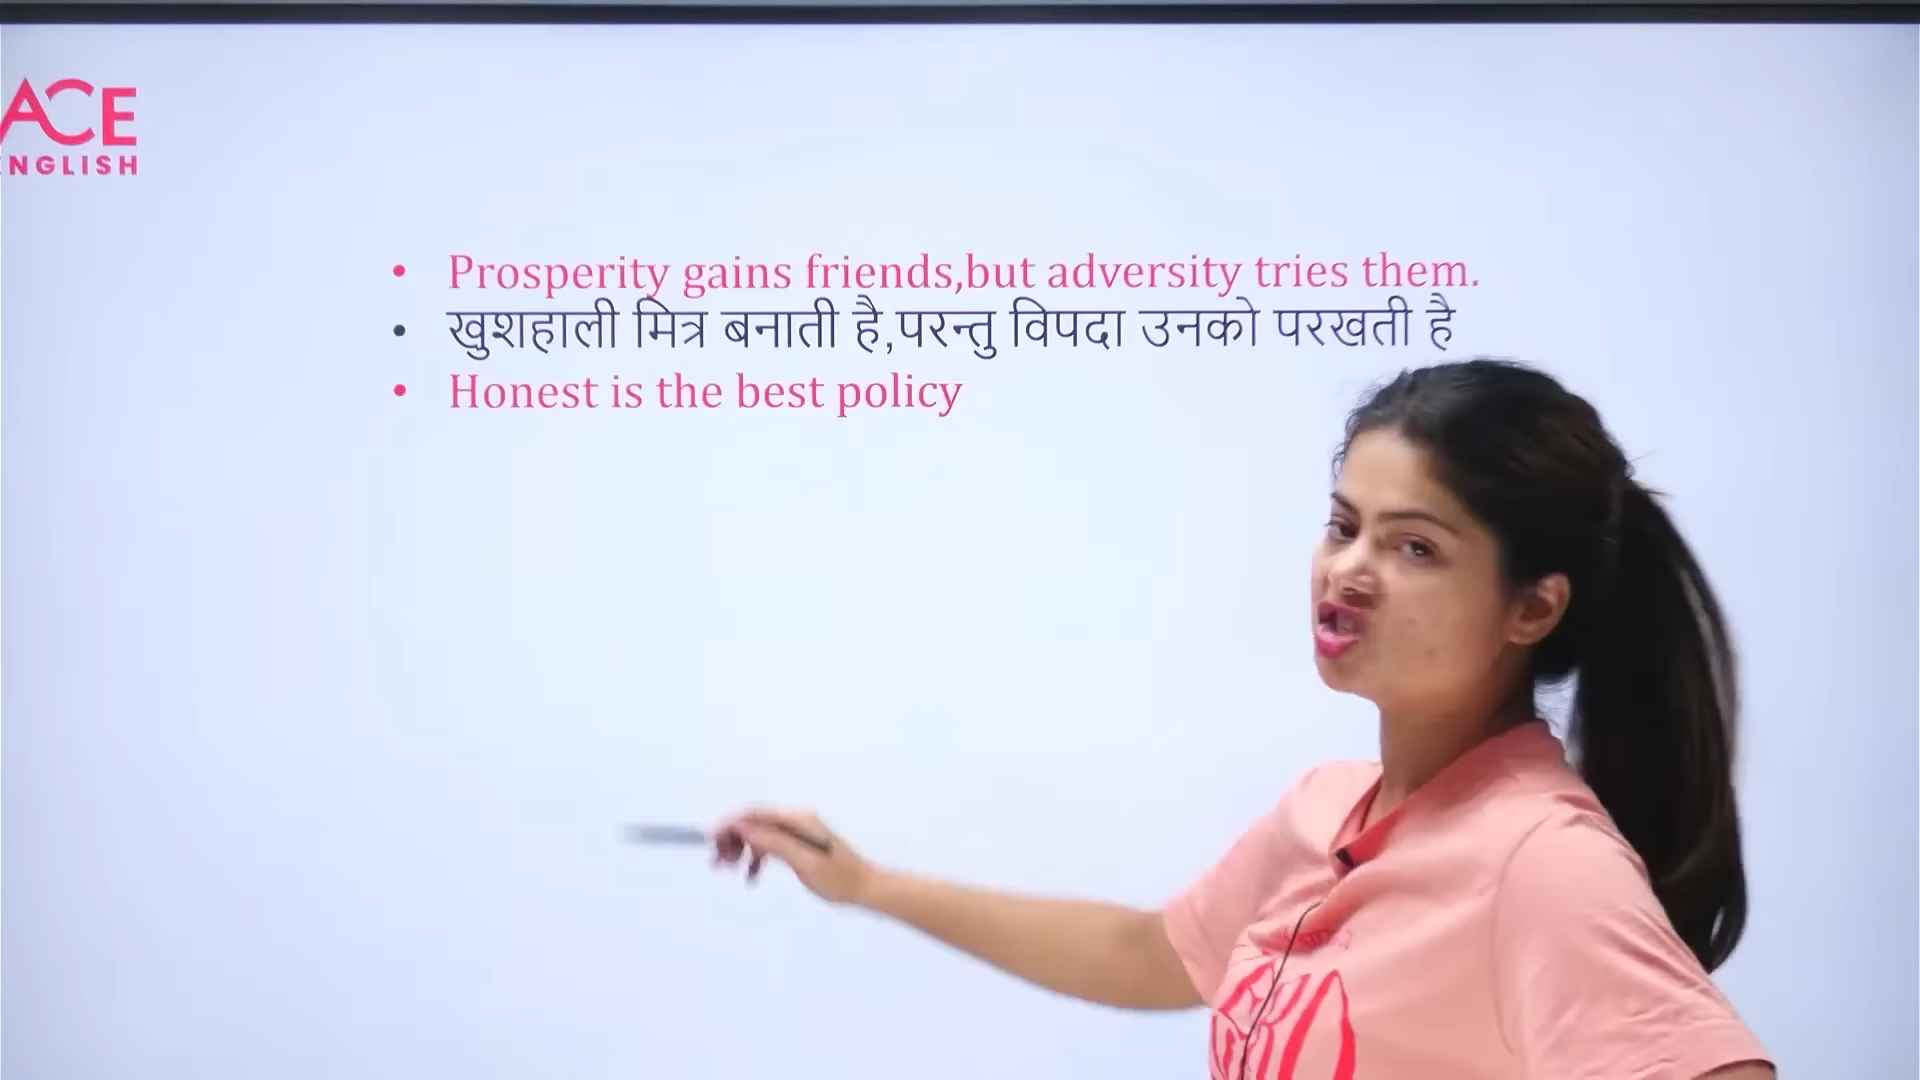 ACE
ENGLISH
• Prosperity gains friends,but adversity tries them.
• खुशहाली मित्र बनाती है,परन्तु विपदा उनको परखती है
• Honest is the best policy